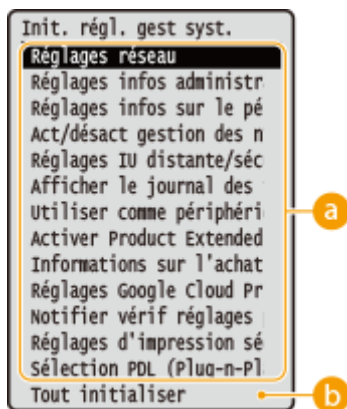 Init. régl. gest syst.
Réglages réseau
Réglages infos administr
Réglages infos sur le pé
Act/désact gestion des n
Réglages IU distante/séc
Afficher le journal des
Utiliser comme périphéri
a
Activer Product Extended
Informations sur l'achat
Réglages Google Cloud Pr
Notifier vérif réglages
Réglages d'impression sé
Sélection PDL (Plug-n-Pl
Tout initialiser
b